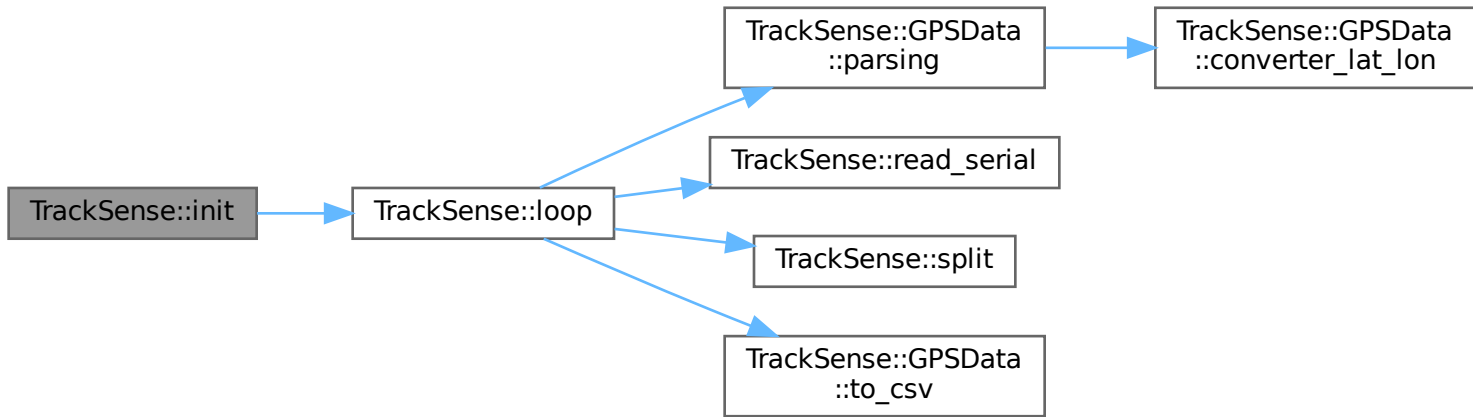 TrackSense::init
TrackSense::loop
TrackSense::GPSData
::parsing
TrackSense::GPSData
::converter_lat_lon
TrackSense::read_serial
TrackSense::split
TrackSense::GPSData
::to_csv